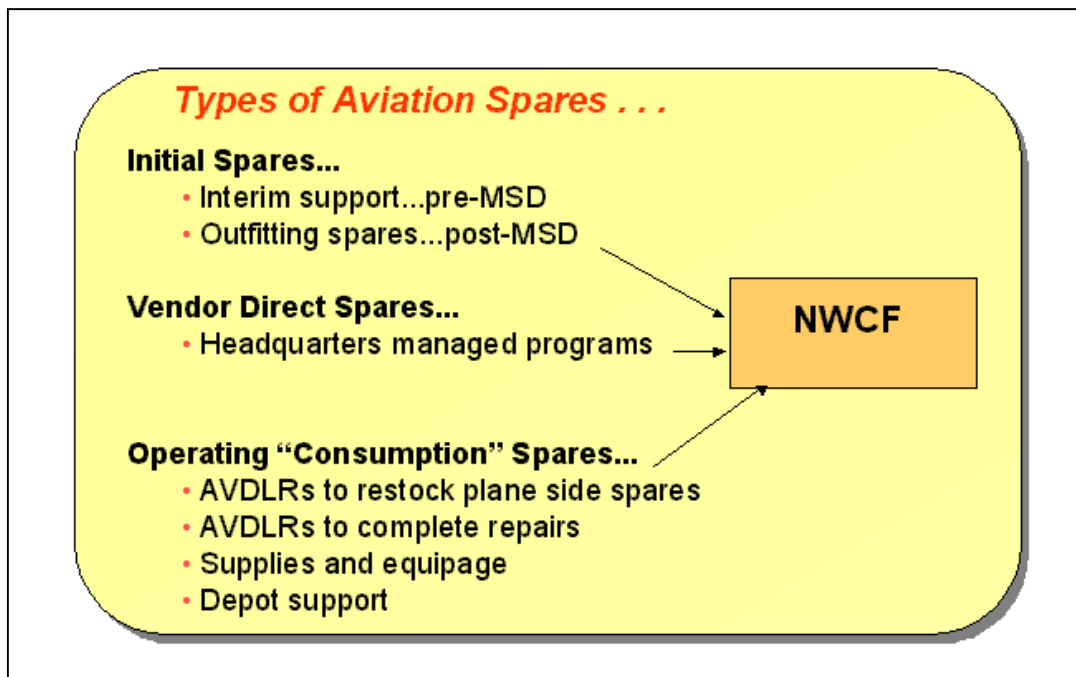 Types of Aviation Spares . . .
Initial Spares...
• Interim support...pre-MSD
• Outfitting spares...post-MSD
Vendor Direct Spares...
• Headquarters managed programs
NWCF
Operating “Consumption” Spares...
• AVDLRs to restock plane side spares
• AVDLRs to complete repairs
• Supplies and equipage
• Depot support